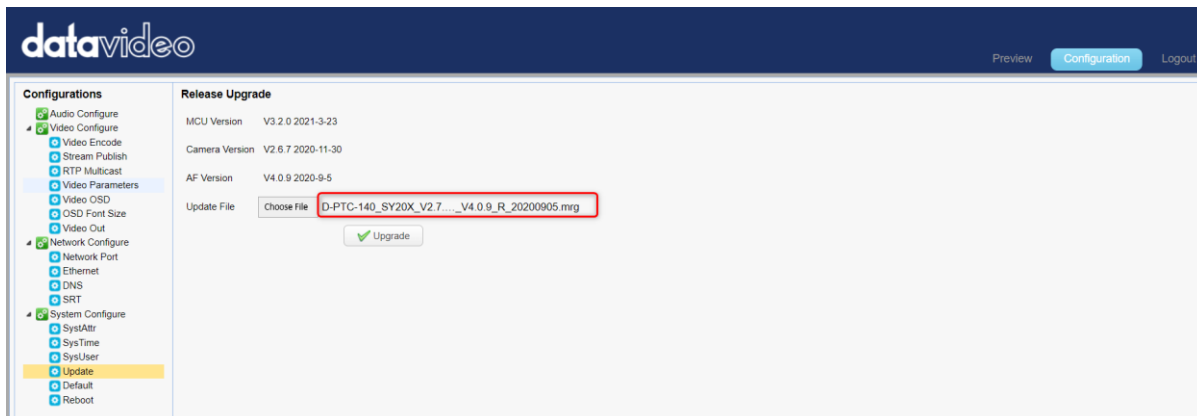 datavideo
Preview Configuration Logout
Configurations
Audio Configure
Video Configure
Video Encode
Stream Publish
RTP Multicast
Video Parameters
Video OSD
OSD Font Size
Video Out
Network Configure
Network Port
Ethernet
DNS
SRT
System Configure
SystAttr
SysTime
SysUser
Update
Default
Reboot
Release Upgrade
MCU Version V3.2.0 2021-3-23
Camera Version V2.6.7 2020-11-30
AF Version V4.0.9 2020-9-5
Update File Choose File D-PTC-140_SY20X_V2.7...._V4.0.9_R_20200905.mrg
Upgrade